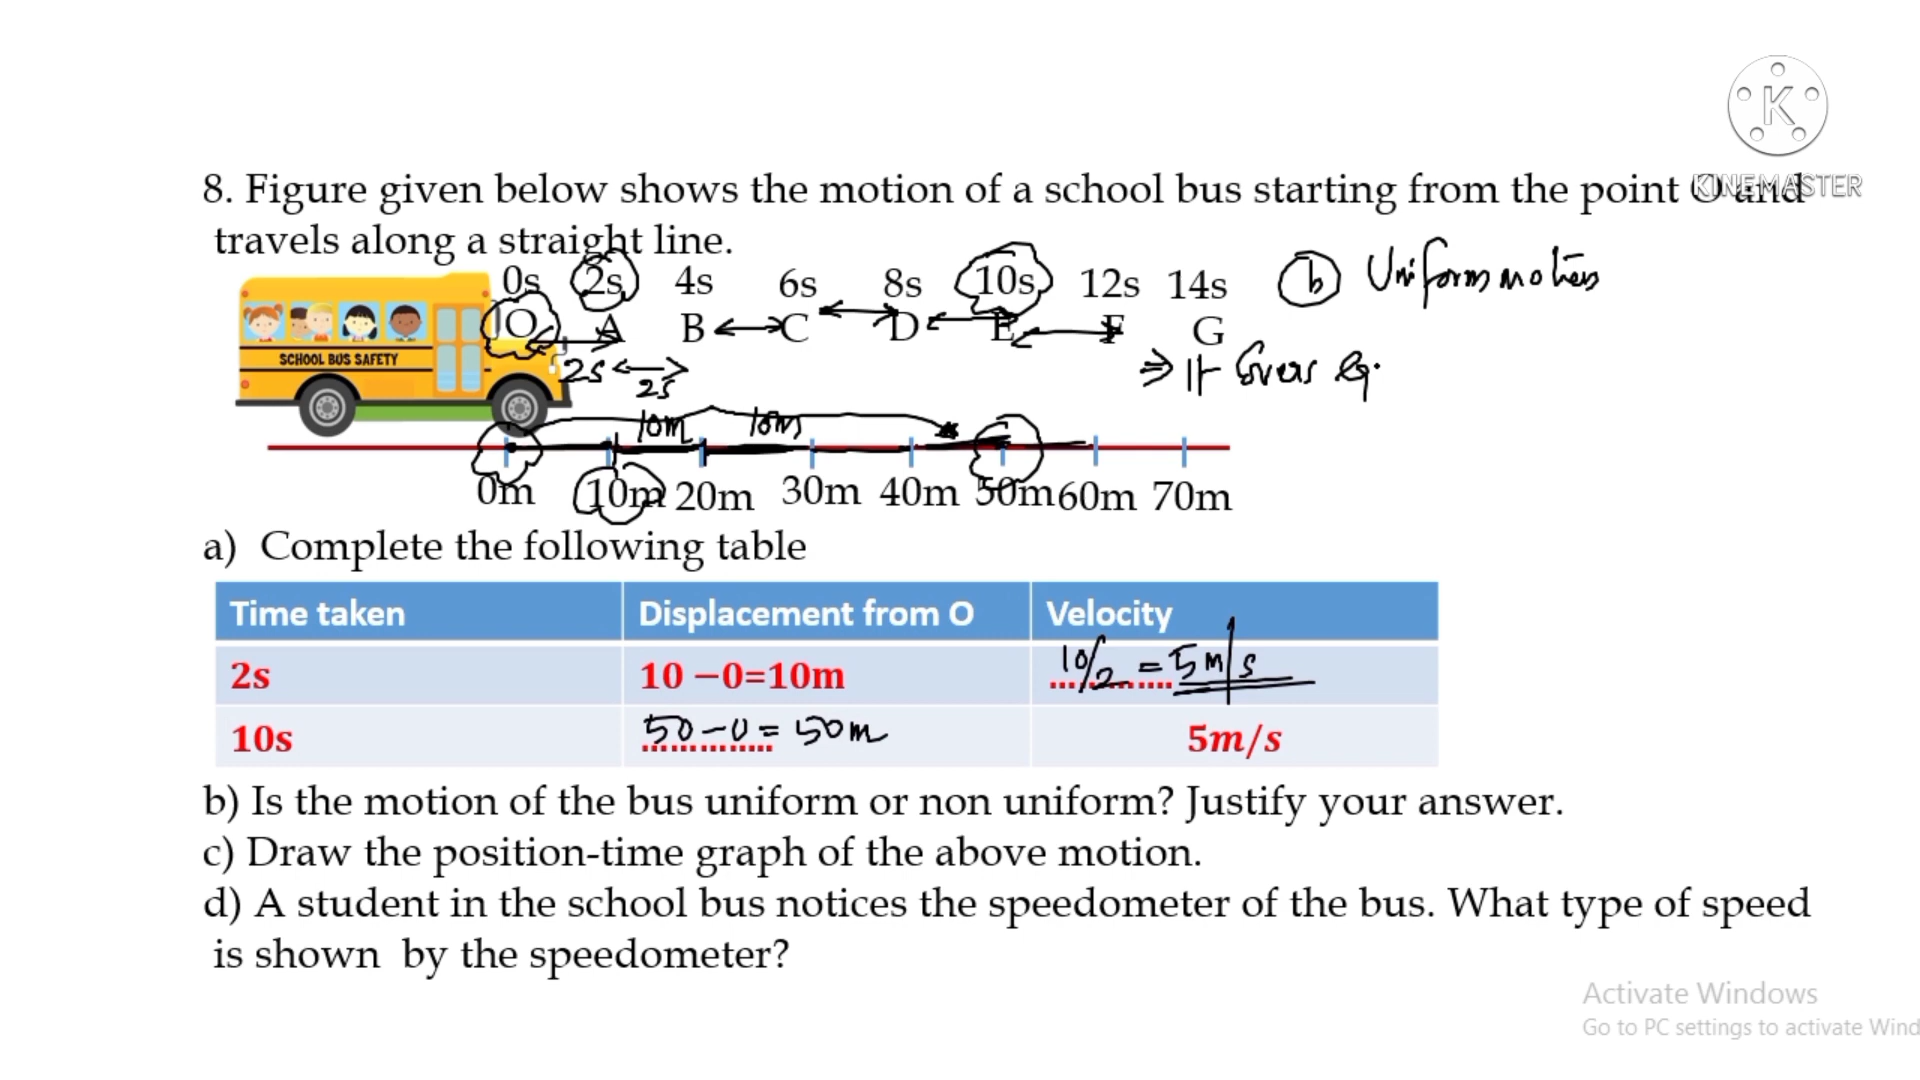 K
KINEMASTER
8. Figure given below shows the motion of a school bus starting from the point O and
travels along a straight line.
0s 2s 4s 6s 8s 10s 12s 14s
O A B C D E F G
b Uniform motion
⇒ It Covers eq.
SCHOOL BUS SAFETY
2s 2s
10m 10m
0m 10m 20m 30m 40m 50m 60m 70m
a) Complete the following table
Time taken Displacement from O Velocity
2s 10 –0=10m 10/2 = 5 m/s
10s 50-0 = 50m 5m/s
b) Is the motion of the bus uniform or non uniform? Justify your answer.
c) Draw the position-time graph of the above motion.
d) A student in the school bus notices the speedometer of the bus. What type of speed
is shown by the speedometer?
Activate Windows
Go to PC settings to activate Wind